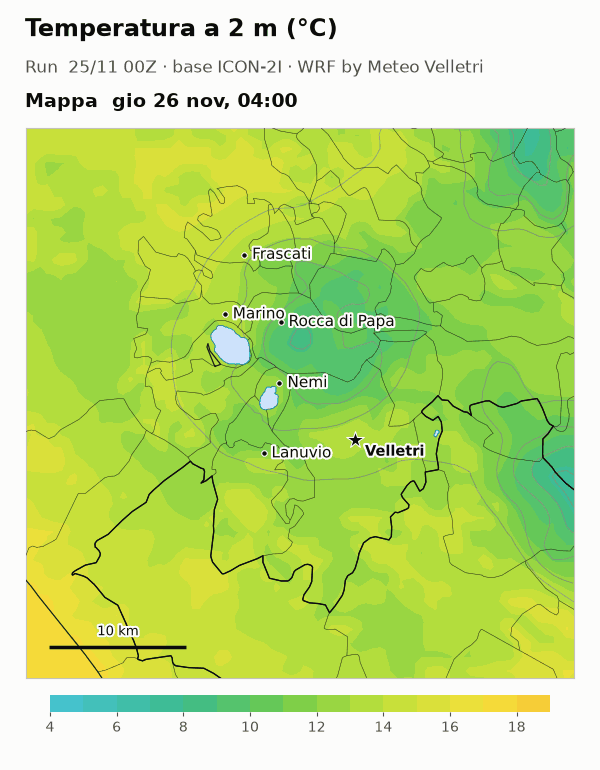 Temperatura a 2 m (°C)
Run  25/11 00Z · base ICON-2I · WRF by Meteo Velletri
Mappa  gio 26 nov, 04:00
Frascati
Marino
Rocca di Papa
Nemi
Velletri
Lanuvio
10 km
4 6 8 10 12 14 16 18